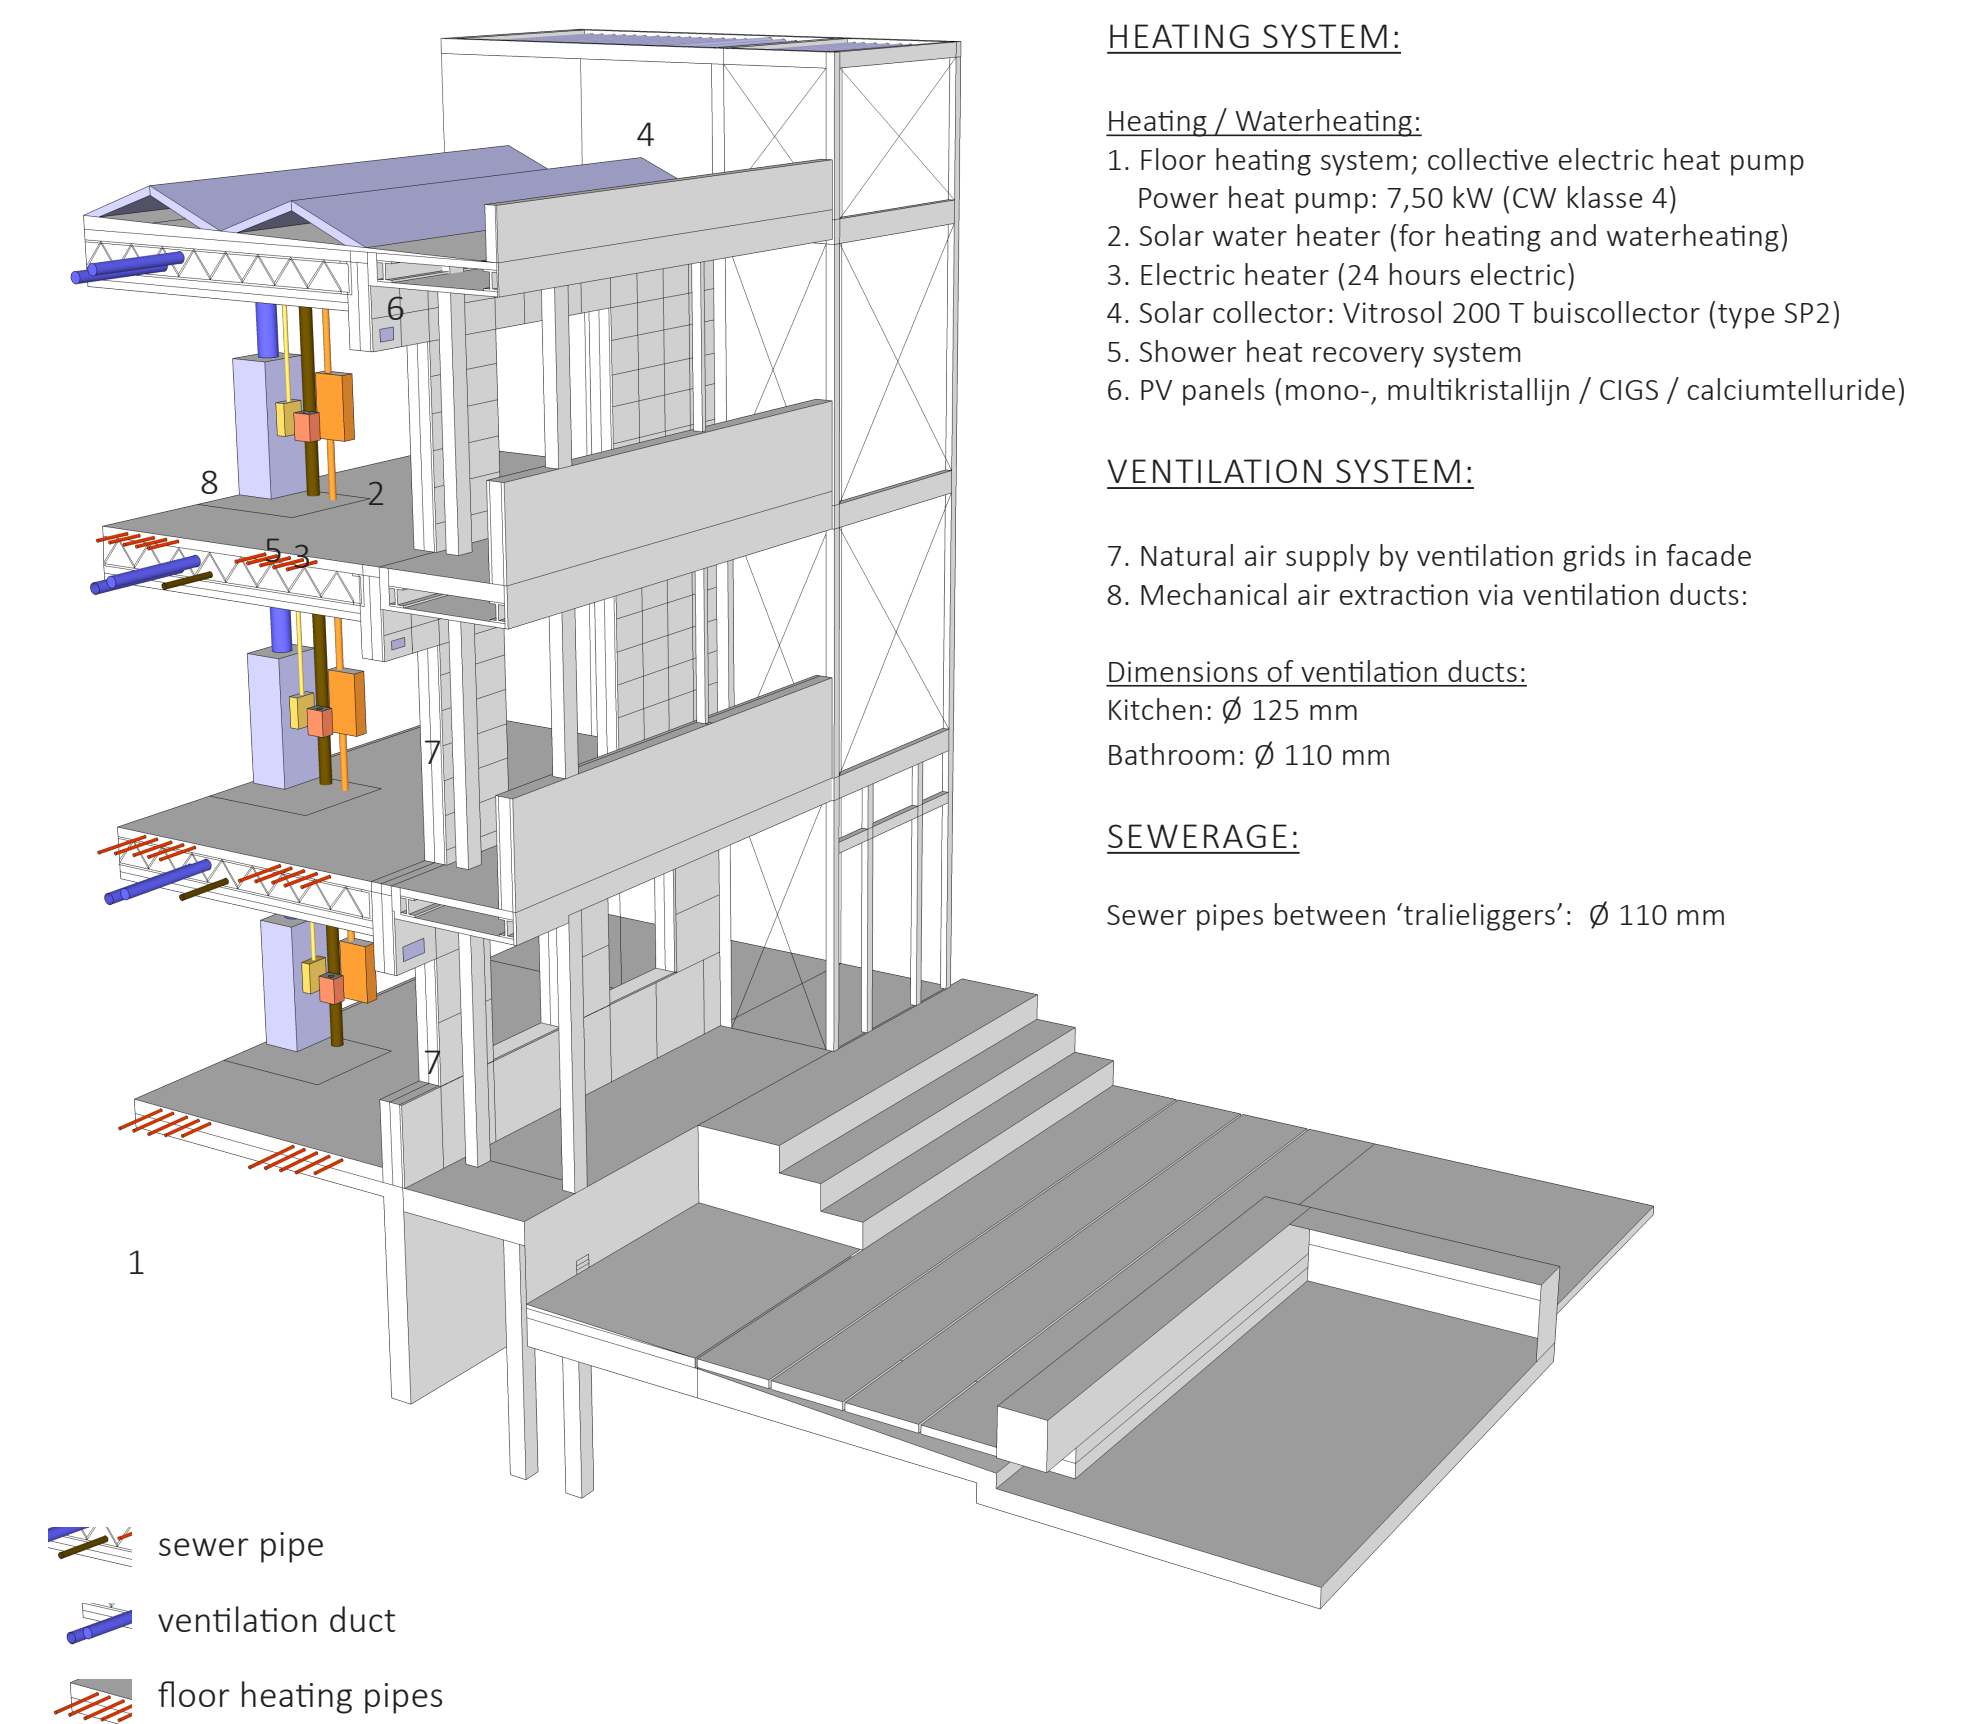 HEATING SYSTEM:
Heating / Waterheating:
1. Floor heating system; collective electric heat pump
Power heat pump: 7,50 kW (CW klasse 4)
2. Solar water heater (for heating and waterheating)
3. Electric heater (24 hours electric)
4. Solar collector: Vitrosol 200 T buiscollector (type SP2)
5. Shower heat recovery system
6. PV panels (mono-, multikristallijn / CIGS / calciumtelluride)
VENTILATION SYSTEM:
7. Natural air supply by ventilation grids in facade
8. Mechanical air extraction via ventilation ducts:
Dimensions of ventilation ducts:
Kitchen: Ø 125 mm
Bathroom: Ø 110 mm
SEWERAGE:
Sewer pipes between ‘tralieliggers’: Ø 110 mm
4
6
8
2
5
3
7
7
1
sewer pipe
ventilation duct
floor heating pipes